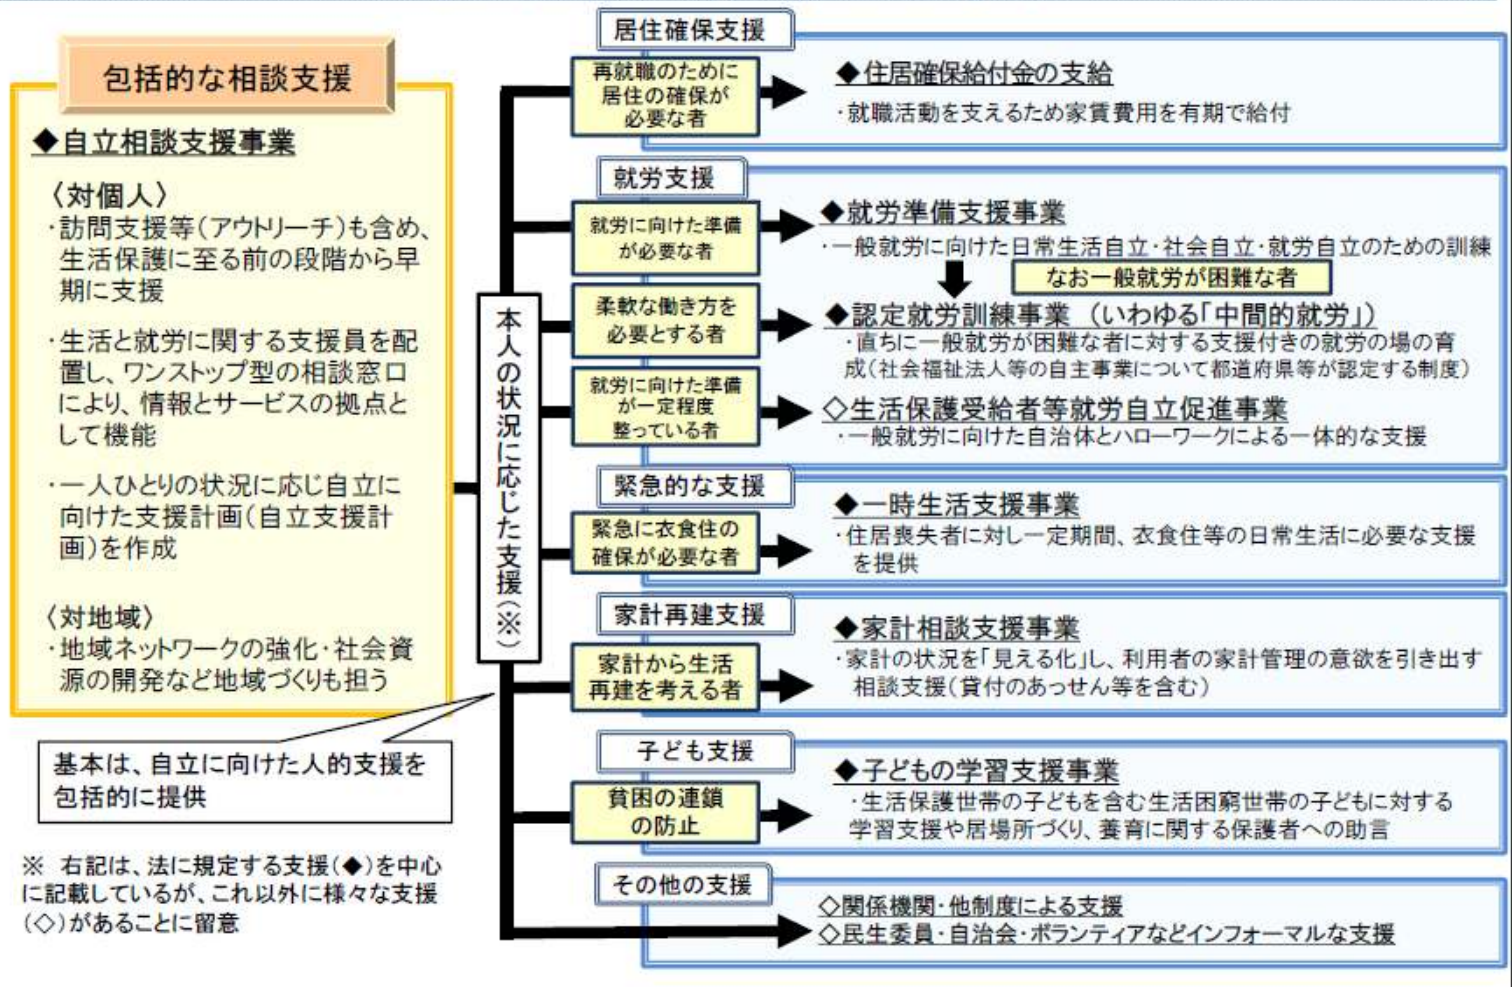 包括的な相談支援
◆自立相談支援事業
〈対個人〉
・訪問支援等（アウトリーチ）も含め、
生活保護に至る前の段階から早
期に支援
・生活と就労に関する支援員を配
置し、ワンストップ型の相談窓口
により、情報とサービスの拠点と
して機能
・一人ひとりの状況に応じ自立に
向けた支援計画（自立支援計
画）を作成
〈対地域〉
・地域ネットワークの強化・社会資
源の開発など地域づくりも担う
基本は、自立に向けた人的支援を
包括的に提供
※　右記は、法に規定する支援（◆）を中心
に記載しているが、これ以外に様々な支援
（◇）があることに留意
本人の状況に応じた支援（※）
居住確保支援
再就職のために
居住の確保が
必要な者
◆住居確保給付金の支給
・就職活動を支えるため家賃費用を有期で給付
就労支援
就労に向けた準備
が必要な者
◆就労準備支援事業
・一般就労に向けた日常生活自立・社会自立・就労自立のための訓練
なお一般就労が困難な者
柔軟な働き方を
必要とする者
◆認定就労訓練事業　（いわゆる「中間的就労」）
・直ちに一般就労が困難な者に対する支援付きの就労の場の育
成（社会福祉法人等の自主事業について都道府県等が認定する制度）
就労に向けた準備
が一定程度
整っている者
◇生活保護受給者等就労自立促進事業
・一般就労に向けた自治体とハローワークによる一体的な支援
緊急的な支援
緊急に衣食住の
確保が必要な者
◆一時生活支援事業
・住居喪失者に対し一定期間、衣食住等の日常生活に必要な支援
を提供
家計再建支援
家計から生活
再建を考える者
◆家計相談支援事業
・家計の状況を「見える化」し、利用者の家計管理の意欲を引き出す
相談支援（貸付のあっせん等を含む）
子ども支援
貧困の連鎖
の防止
◆子どもの学習支援事業
・生活保護世帯の子どもを含む生活困窮世帯の子どもに対する
学習支援や居場所づくり、養育に関する保護者への助言
その他の支援
◇関係機関・他制度による支援
◇民生委員・自治会・ボランティアなどインフォーマルな支援